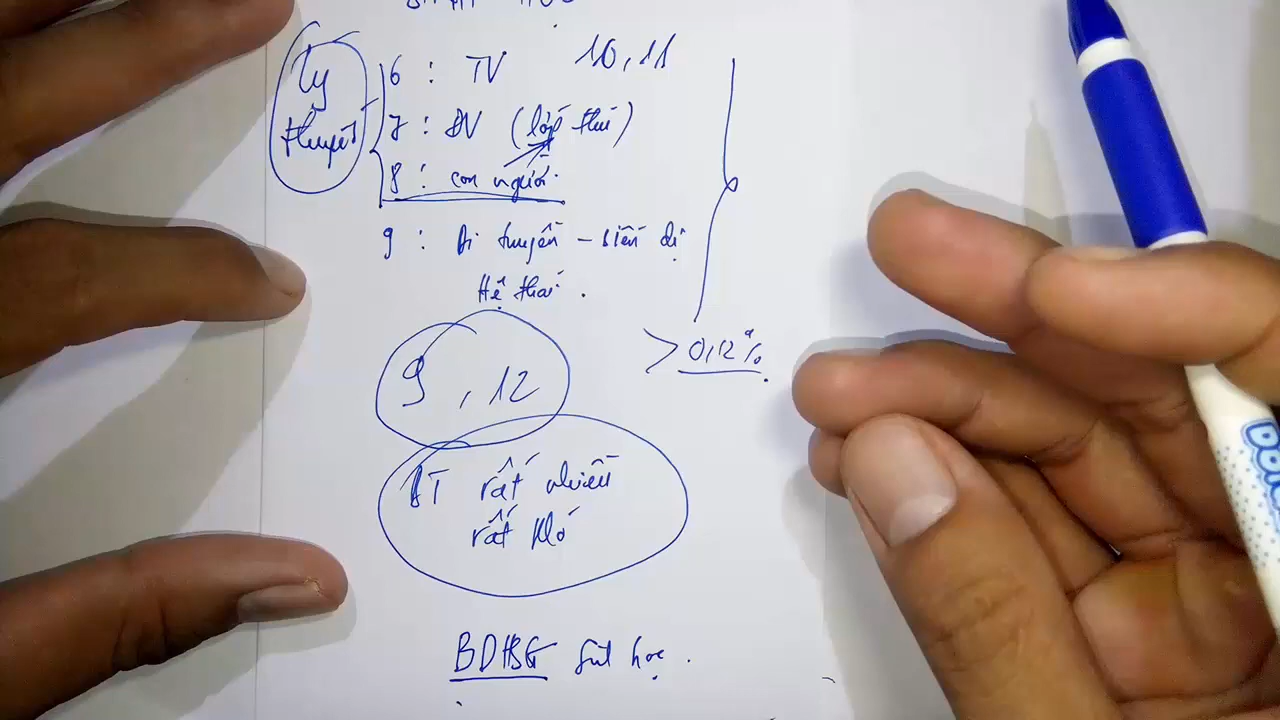 Lý thuyết
6 : TV 10,11
7 : ĐV (lớp thú)
8 : con người.
9 : Di truyền - biến dị
Hệ thái.
> 0,12%.
9, 12
BT rất nhiều
rất khó
BDHSG sinh học.